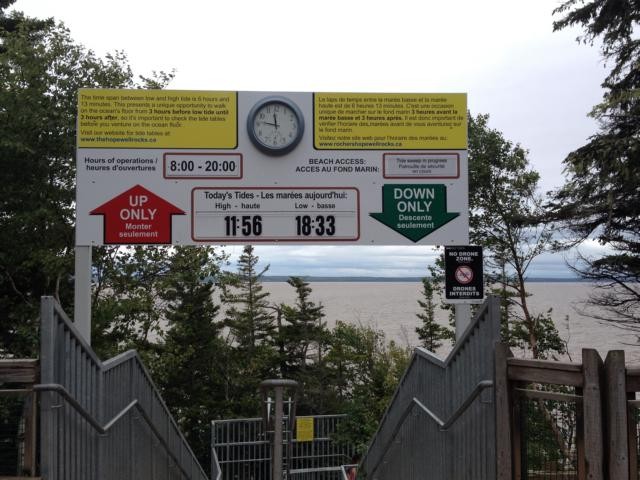 The time span between low and high tide is 6 hours and
13 minutes. This presents a unique opportunity to walk
on the ocean's floor from 3 hours before low tide until
3 hours after, so it's important to check the tide tables
before you venture on the ocean floor.
Visit our website for tide tables at:
www.thehopewellrocks.ca
Le laps de temps entre la marée basse et la marée
haute est de 6 heures 13 minutes. C'est une occasion
unique de marcher sur le fond marin 3 heures avant la
marée basse et 3 heures après. Il est donc important de
vérifier l'horaire des marées avant de vous aventurez sur
le fond marin.
Visitez notre site web pour l'horaire des marées au:
www.rochershopewellrocks.ca
Hours of operations /
heures d'ouvertures
8:00 - 20:00
BEACH ACCESS:
ACCES AU FOND MARIN:
Tide sweep in progress
Patrouille de sécurité
UP
ONLY
Monter
seulement
Today's Tides - Les marées aujourd'hui:
High - haute Low - basse
11:56 18:33
DOWN
ONLY
Descente
seulement
NO DRONE
ZONE.
DRONES
INTERDITS